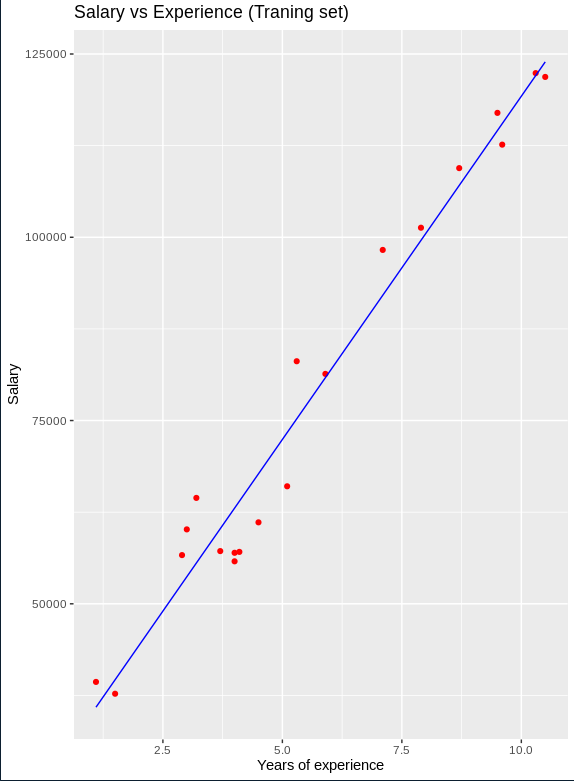 Salary vs Experience (Traning set)
125000
100000
75000
50000
Salary
2.5 5.0 7.5 10.0
Years of experience